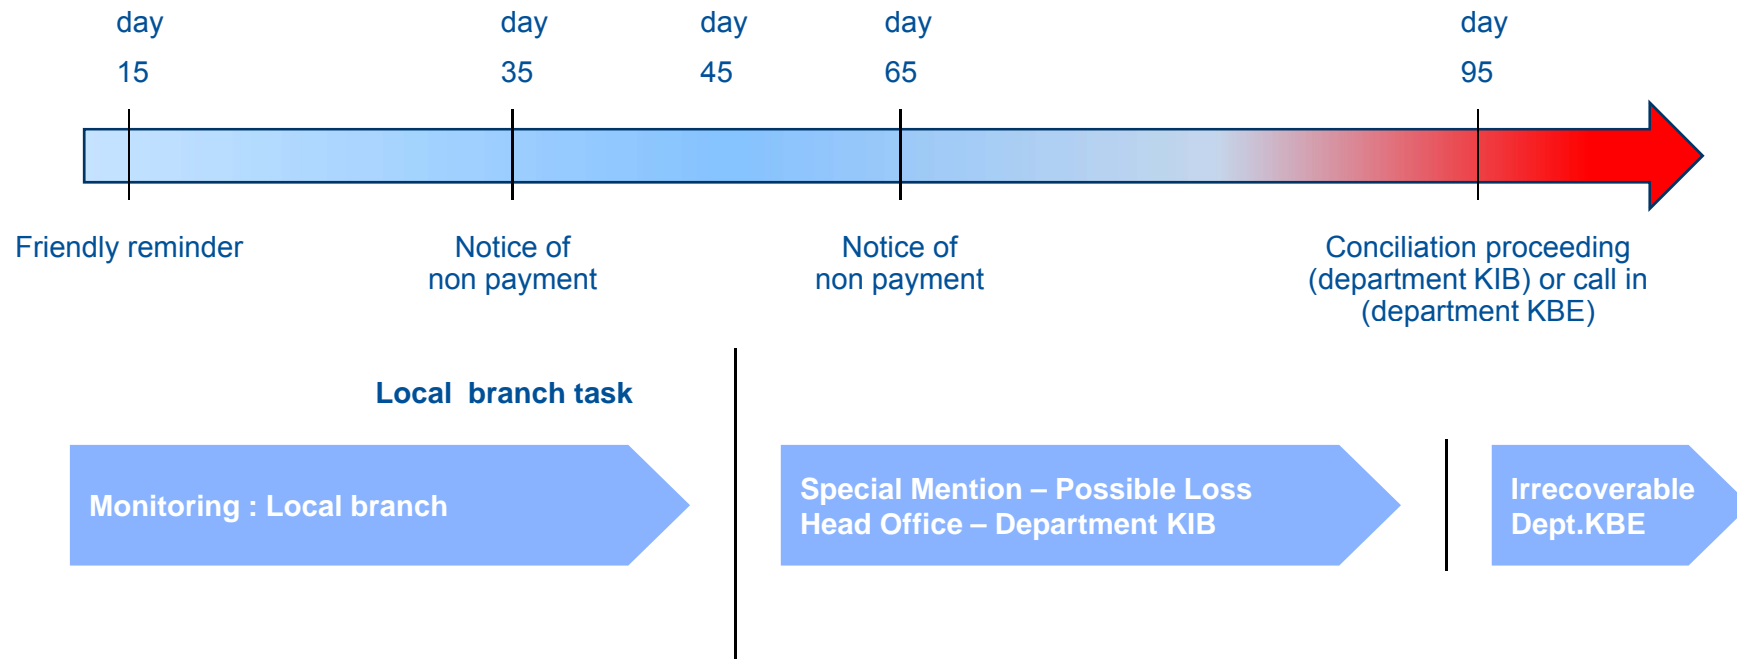 day day day day day
15 35 45 65 95
Friendly reminder
Notice of
non payment
Notice of
non payment
Conciliation proceeding
(department KIB) or call in
(department KBE)
Local branch task
Monitoring : Local branch
Special Mention – Possible Loss
Head Office – Department KIB
Irrecoverable
Dept.KBE